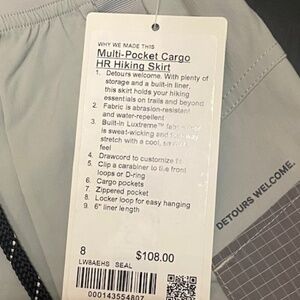 WHY WE MADE THIS
Multi-Pocket Cargo
HR Hiking Skirt
1. Detours welcome. With plenty of
storage and a built-in liner,
this skirt holds your hiking
essentials on trails and beyond
2. Fabric is abrasion-resistant
and water-repellent
3. Built-in Luxtreme™
is sweat-wicking and
stretch with a cool,
feel
4. Drawcord to customize
5. Clip a carabiner to
loops or D-ring
6. Cargo pockets
7. Zippered pocket
8. Locker loop for easy hanging
9. 6" liner length
8 $108.00
LW8AEHS SEAL
000143554807
DETOURS WELCOME.